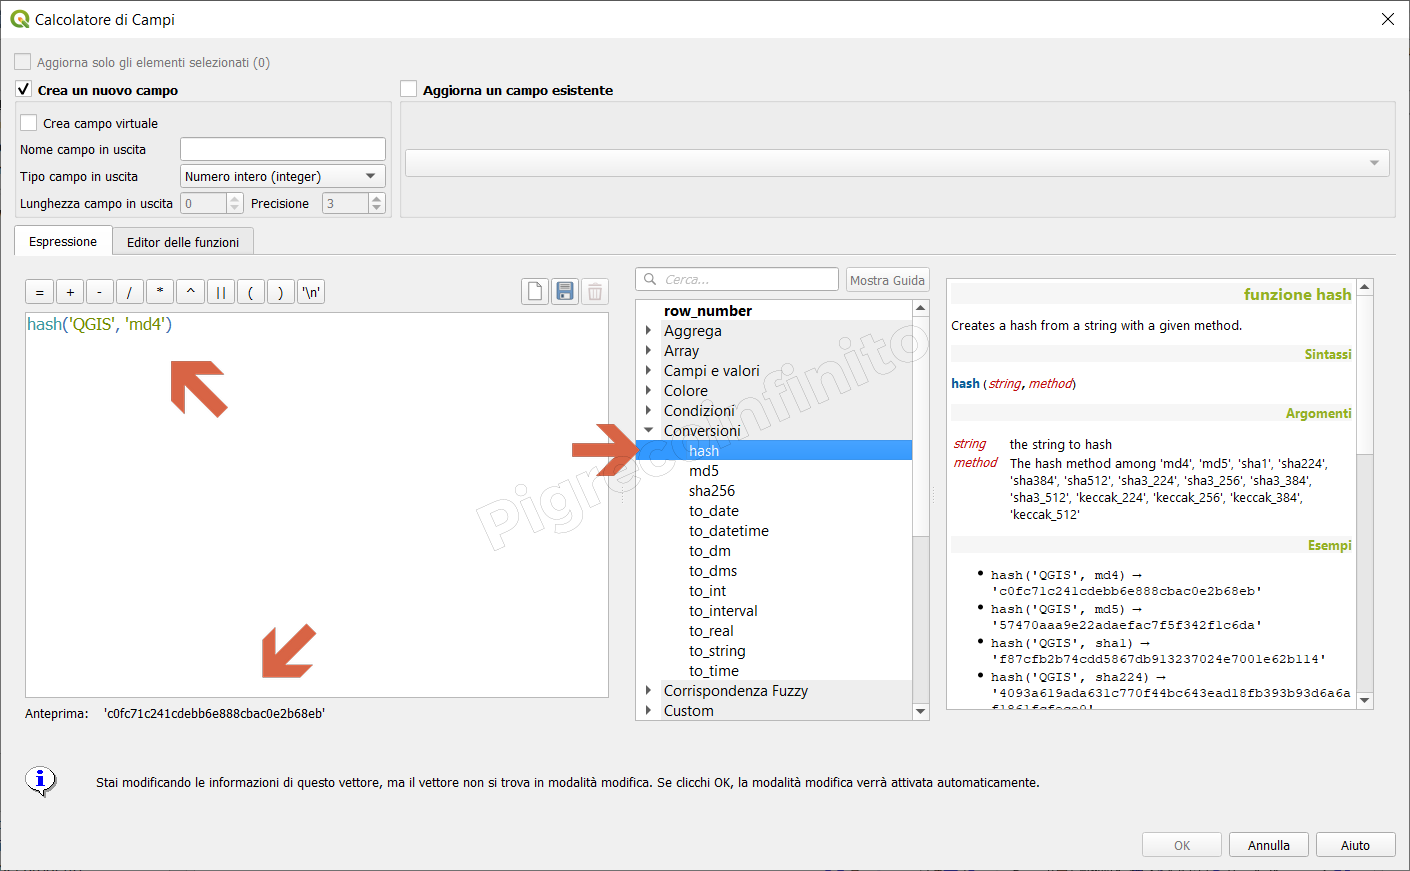 Calcolatore di Campi
Aggiorna solo gli elementi selezionati (0)
Crea un nuovo campo
Aggiorna un campo esistente
Crea campo virtuale
Nome campo in uscita
Tipo campo in uscita
Numero intero (integer)
Lunghezza campo in uscita
0
Precisione
3
Espressione
Editor delle funzioni
= + - / * ^ || ( ) '\n'
hash('QGIS', 'md4')
Anteprima: 'c0fc71c241cdebb6e888cbac0e2b68eb'
Cerca...
Mostra Guida
row_number
Aggrega
Array
Campi e valori
Colore
Condizioni
Conversioni
hash
md5
sha256
to_date
to_datetime
to_dm
to_dms
to_int
to_interval
to_real
to_string
to_time
Corrispondenza Fuzzy
Custom
Pigrecoinfinito
funzione hash
Creates a hash from a string with a given method.
Sintassi
hash (string, method)
Argomenti
string the string to hash
method The hash method among 'md4', 'md5', 'sha1', 'sha224',
'sha384', 'sha512', 'sha3_224', 'sha3_256', 'sha3_384',
'sha3_512', 'keccak_224', 'keccak_256', 'keccak_384',
'keccak_512'
Esempi
hash('QGIS', md4) →
'c0fc71c241cdebb6e888cbac0e2b68eb'
hash('QGIS', md5) →
'57470aaa9e22adaefac7f5f342f1c6da'
hash('QGIS', sha1) →
'f87cfb2b74cdd5867db913237024e7001e62b114'
hash('QGIS', sha224) →
'4093a619ada631c770f44bc643ead18fb393b93d6a6a
Stai modificando le informazioni di questo vettore, ma il vettore non si trova in modalità modifica. Se clicchi OK, la modalità modifica verrà attivata automaticamente.
OK
Annulla
Aiuto